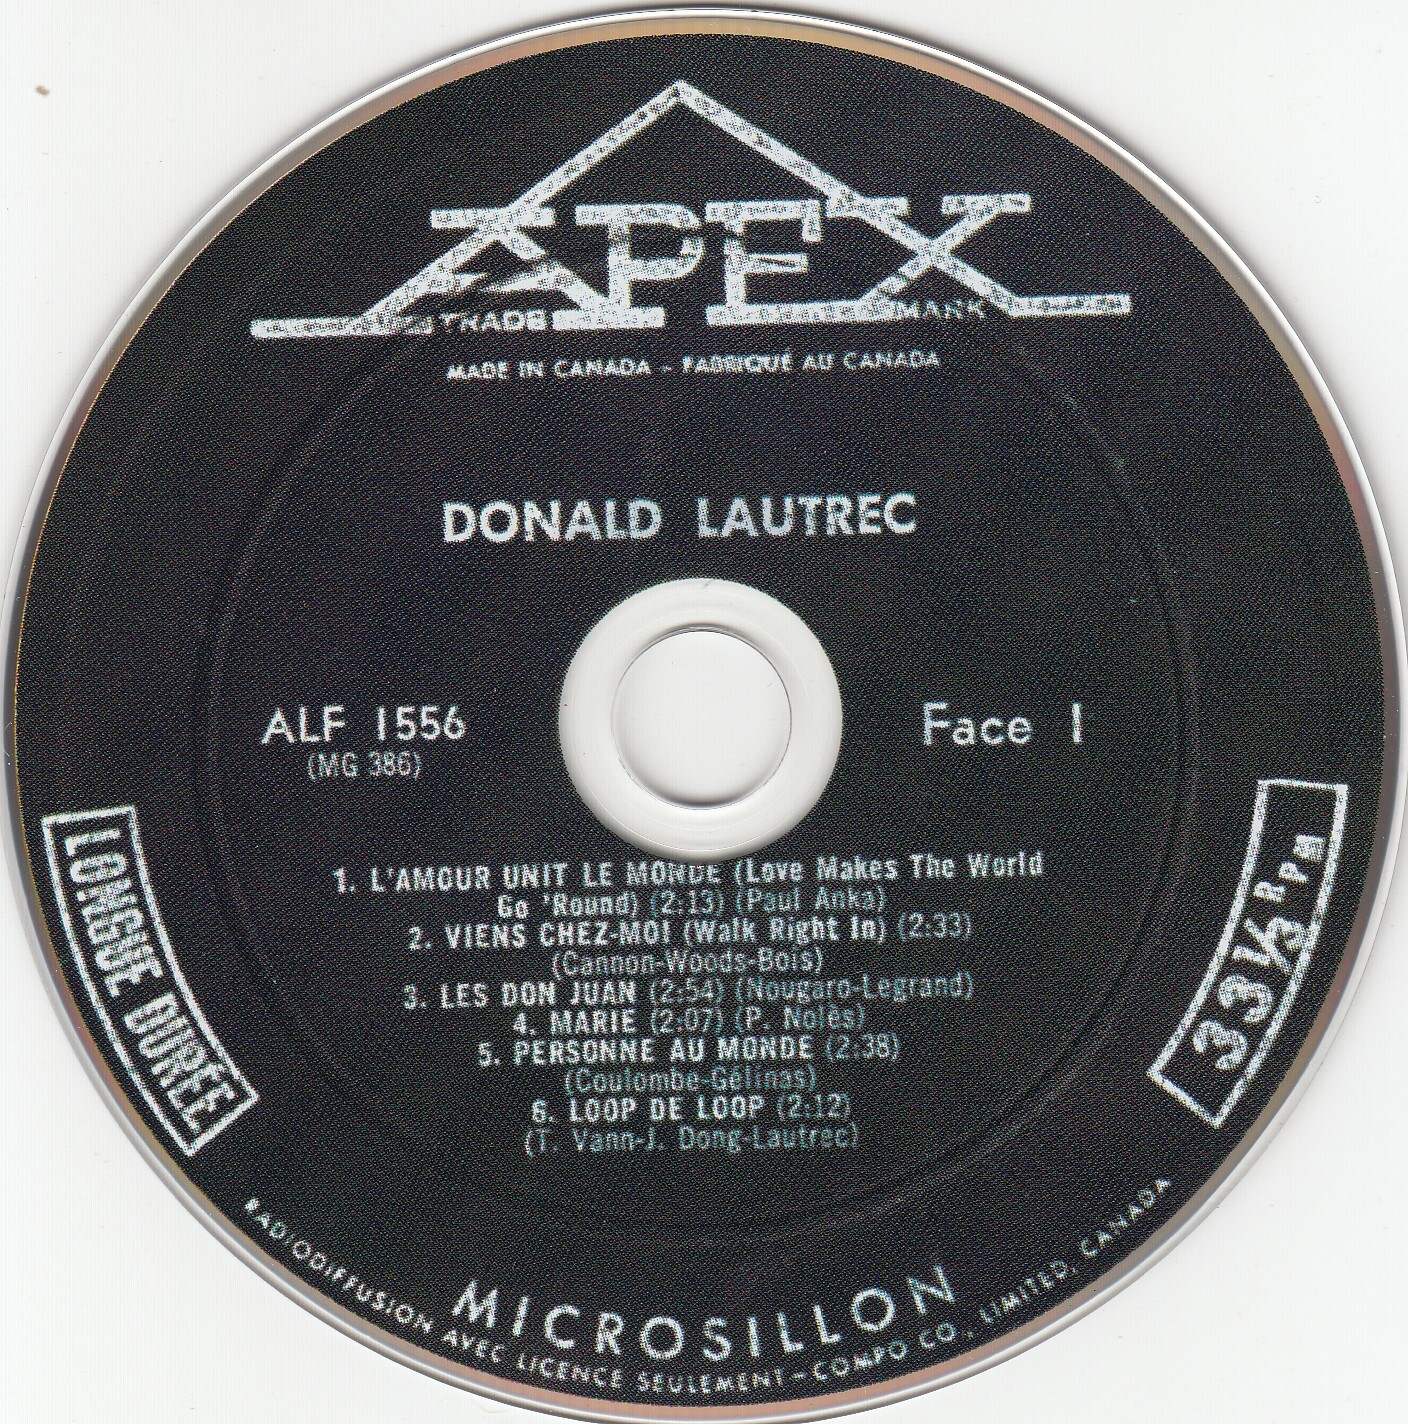 APEX
TRADE MARK
MADE IN CANADA - FABRIQUÉ AU CANADA
DONALD LAUTREC
ALF 1556
(MG 386)
Face 1
LONGUE DURÉE
33⅓ RPM
1. L'AMOUR UNIT LE MONDE (Love Makes The World
Go 'Round) (2:13) (Paul Anka)
2. VIENS CHEZ-MOI (Walk Right In) (2:33)
(Cannon-Woods-Bois)
3. LES DON JUAN (2:54) (Nougaro-Legrand)
4. MARIE (2:07) (P. Nolès)
5. PERSONNE AU MONDE (2:38)
(Coulombe-Gélinas)
6. LOOP DE LOOP (2:12)
(T. Vann-J. Dong-Lautrec)
MICROSILLON
RADIODIFFUSION AVEC LICENCE SEULEMENT - COMPO CO. LIMITED, CANADA